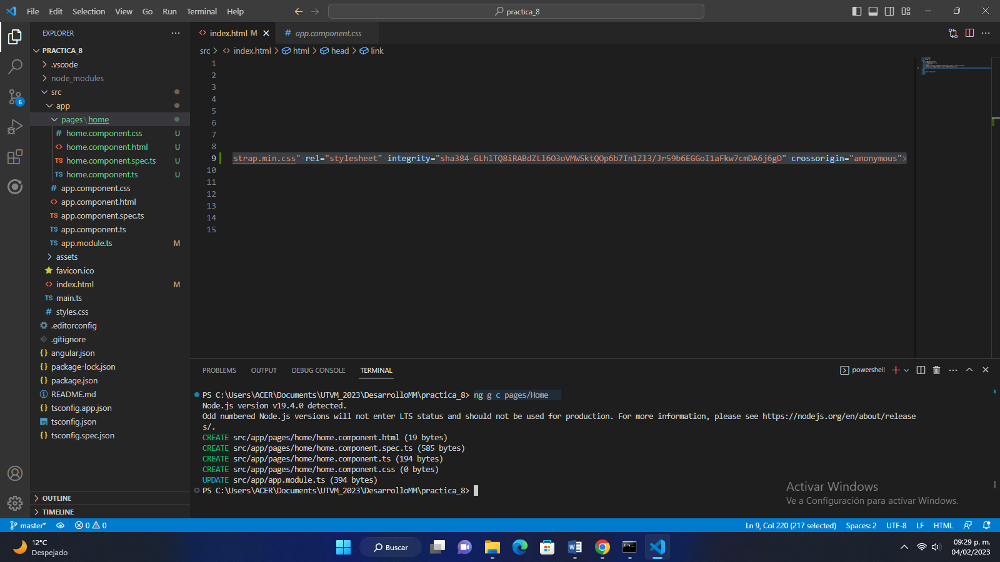 File Edit Selection View Go Run Terminal Help
practica_8
EXPLORER
PRACTICA_8
.vscode
node_modules
src
app
pages\home
home.component.css U
home.component.html U
home.component.spec.ts U
home.component.ts U
app.component.css
app.component.html
app.component.spec.ts
app.component.ts
app.module.ts M
assets
favicon.ico
index.html M
main.ts
styles.css
.editorconfig
.gitignore
angular.json
package-lock.json
package.json
README.md
tsconfig.app.json
tsconfig.json
tsconfig.spec.json
OUTLINE
TIMELINE
index.html M
app.component.css
src > index.html > html > head > link
1
2
3
4
5
6
7
8
9 strap.min.css" rel="stylesheet" integrity="sha384-GLhlTQ8iRABdZLl6O3oVMWSktQOp6b7In1Zl3/Jr59b6EGGoI1aFkw7cmDA6j6gD" crossorigin="anonymous">
10
11
12
13
14
15
PROBLEMS OUTPUT DEBUG CONSOLE TERMINAL
powershell
PS C:\Users\ACER\Documents\UTVM_2023\DesarrolloMM\practica_8> ng g c pages/Home
Node.js version v19.4.0 detected.
Odd numbered Node.js versions will not enter LTS status and should not be used for production. For more information, please see https://nodejs.org/en/about/release
s/.
CREATE src/app/pages/home/home.component.html (19 bytes)
CREATE src/app/pages/home/home.component.spec.ts (585 bytes)
CREATE src/app/pages/home/home.component.ts (194 bytes)
CREATE src/app/pages/home/home.component.css (0 bytes)
UPDATE src/app/app.module.ts (394 bytes)
PS C:\Users\ACER\Documents\UTVM_2023\DesarrolloMM\practica_8>
Activar Windows
Ve a Configuración para activar Windows.
6
master* 0 0
Ln 9, Col 220 (217 selected) Spaces: 2 UTF-8 LF HTML
12°C
Despejado
Buscar
09:29 p. m.
04/02/2023